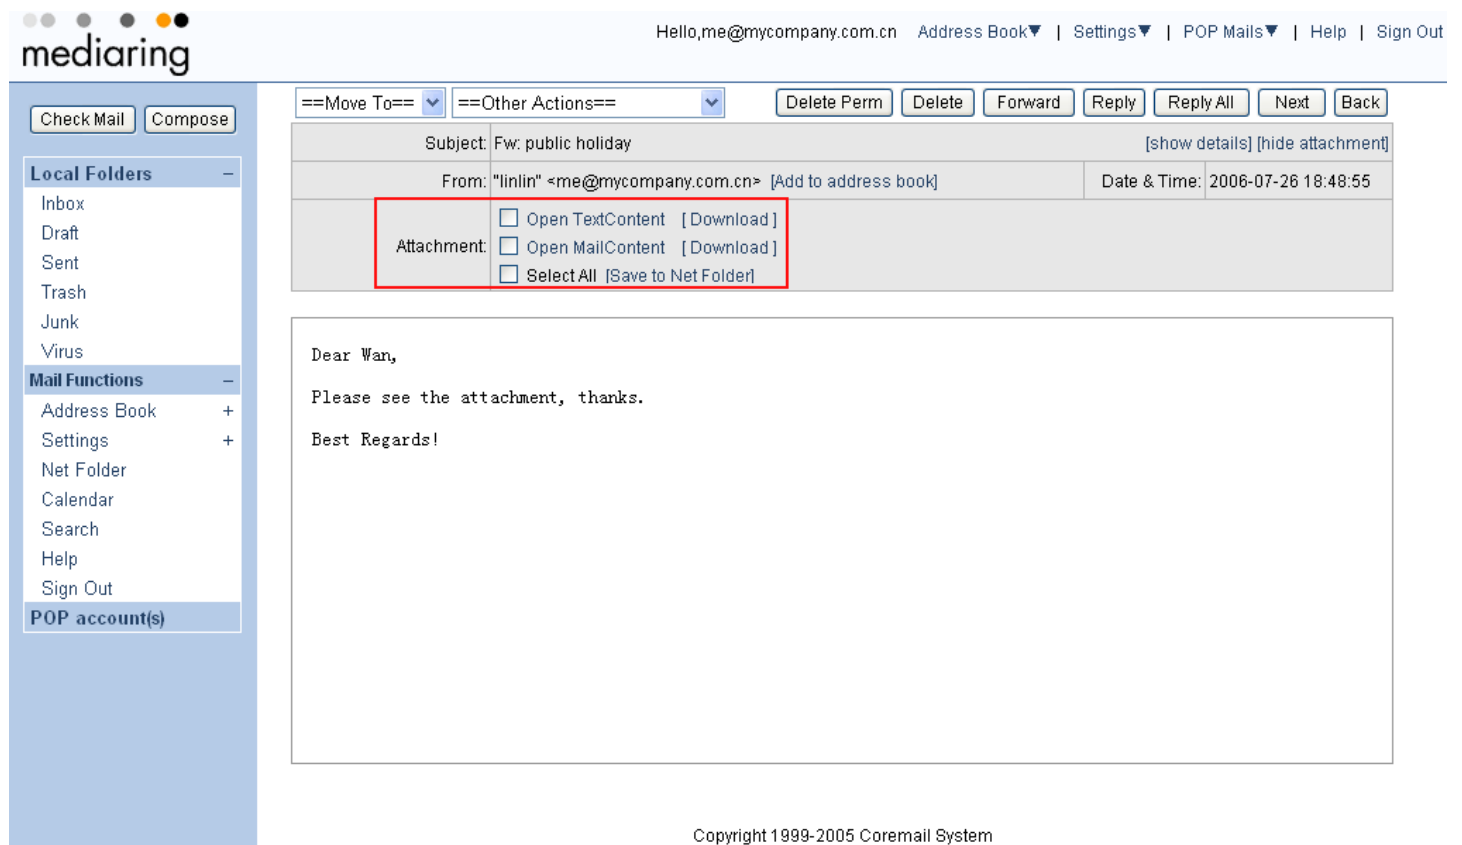 mediaring
Hello,me@mycompany.com.cn Address Book▼ | Settings▼ | POP Mails▼ | Help | Sign Out
Check Mail Compose
==Move To== ==Other Actions== Delete Perm Delete Forward Reply Reply All Next Back
Subject: Fw: public holiday [show details] [hide attachment]
From: "linlin" <me@mycompany.com.cn> [Add to address book] Date & Time: 2006-07-26 18:48:55
Attachment:
Open TextContent [ Download ]
Open MailContent [ Download ]
Select All [Save to Net Folder]
Local Folders −
Inbox
Draft
Sent
Trash
Junk
Virus
Mail Functions −
Address Book +
Settings +
Net Folder
Calendar
Search
Help
Sign Out
POP account(s)
Dear Wan,
Please see the attachment, thanks.
Best Regards!
Copyright 1999-2005 Coremail System